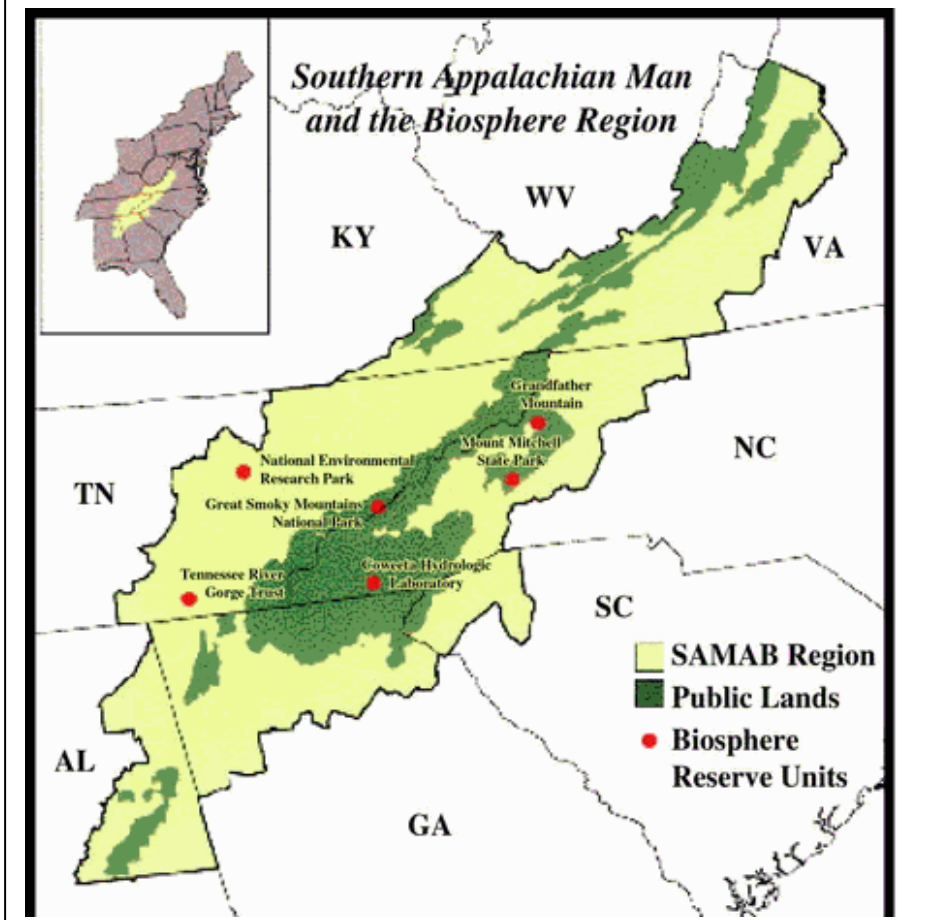 Southern Appalachian Man
and the Biosphere Region
WV
KY
VA
Grandfather
Mountain
Mount Mitchell
State Park
NC
National Environmental
Research Park
TN
Great Smoky Mountains
National Park
Coweeta Hydrologic
Laboratory
Tennessee River
Gorge Trust
SC
SAMAB Region
Public Lands
Biosphere
Reserve Units
AL
GA